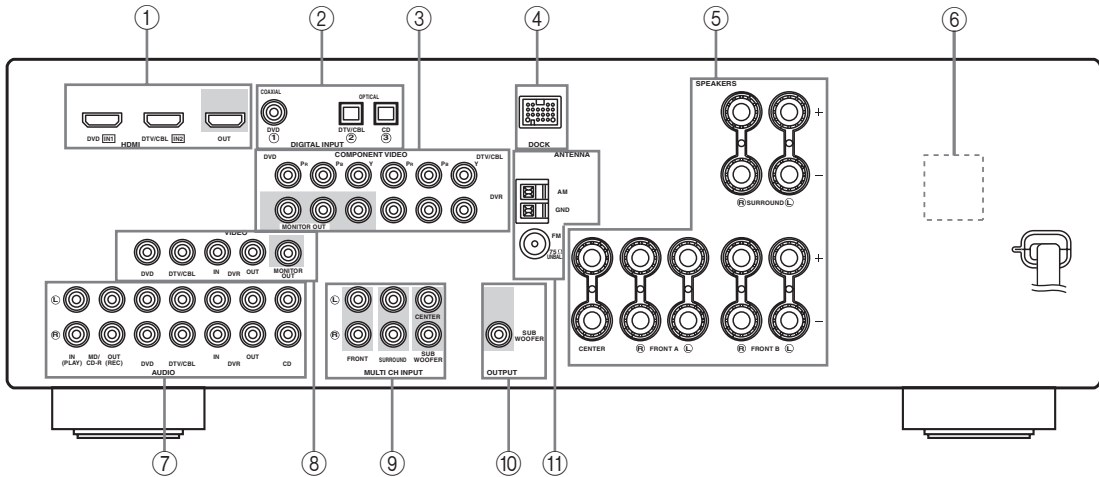 ① ② ③ ④ ⑤ ⑥
COAXIAL OPTICAL
DVD IN1 DTV/CBL IN2 OUT
HDMI
DVD DTV/CBL CD
① ② ③
DIGITAL INPUT
DOCK
SPEAKERS
+
−
Ⓡ SURROUND Ⓛ
COMPONENT VIDEO
DVD DTV/CBL
PR PB Y PR PB Y
DVR
MONITOR OUT
ANTENNA
AM
GND
FM
75Ω
UNBAL.
VIDEO
DVD DTV/CBL IN DVR OUT MONITOR
OUT
Ⓛ
Ⓡ
IN
(PLAY)
MD/
CD-R
OUT
(REC)
DVD DTV/CBL IN DVR OUT CD
AUDIO
Ⓛ
Ⓡ
CENTER
FRONT SURROUND SUB
WOOFER
MULTI CH INPUT
SUB
WOOFER
OUTPUT
+
−
CENTER Ⓡ FRONT A Ⓛ Ⓡ FRONT B Ⓛ
⑦ ⑧ ⑨ ⑩ ⑪